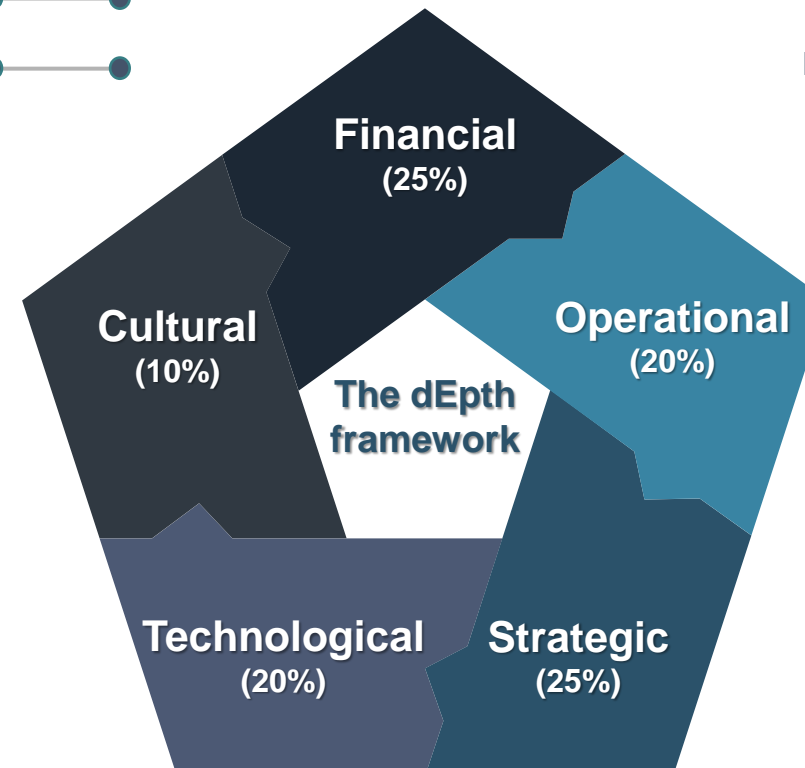 Financial
(25%)
Operational
(20%)
Cultural
(10%)
The dEpth
framework
Technological
(20%)
Strategic
(25%)